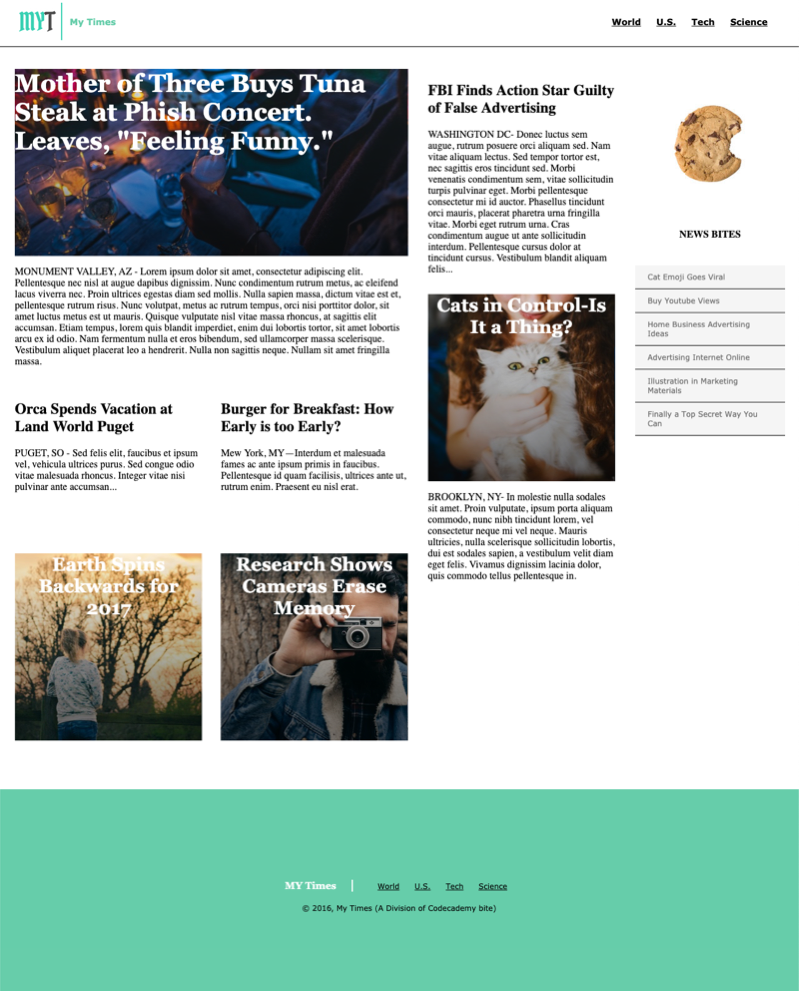 MYT
My Times
World U.S. Tech Science
Mother of Three Buys Tuna
Steak at Phish Concert.
Leaves, "Feeling Funny."
MONUMENT VALLEY, AZ - Lorem ipsum dolor sit amet, consectetur adipiscing elit.
Pellentesque nec nisl at augue dapibus dignissim. Nunc condimentum rutrum metus, ac eleifend
lacus viverra nec. Proin ultrices egestas diam sed mollis. Nulla sapien massa, dictum vitae est et,
pellentesque rutrum risus. Nunc volutpat, metus ac rutrum tempus, orci nisi porttitor dolor, sit
amet luctus metus est ut mauris. Quisque vulputate nisl vitae massa rhoncus, at sagittis elit
accumsan. Etiam tempus, lorem quis blandit imperdiet, enim dui lobortis tortor, sit amet lobortis
arcu ex id odio. Nam fermentum nulla et eros bibendum, sed ullamcorper massa scelerisque.
Vestibulum aliquet placerat leo a hendrerit. Nulla non sagittis neque. Nullam sit amet fringilla
massa.
Orca Spends Vacation at
Land World Puget
PUGET, SO - Sed felis elit, faucibus et ipsum
vel, vehicula ultrices purus. Sed congue odio
vitae malesuada rhoncus. Integer vitae nisi
pulvinar ante accumsan...
Burger for Breakfast: How
Early is too Early?
Mew York, MY—Interdum et malesuada
fames ac ante ipsum primis in faucibus.
Pellentesque id quam facilisis, ultrices ante ut,
rutrum enim. Praesent eu nisl erat.
Earth Spins
Backwards for
2017
Research Shows
Cameras Erase
Memory
FBI Finds Action Star Guilty
of False Advertising
WASHINGTON DC- Donec luctus sem
augue, rutrum posuere orci aliquam sed. Nam
vitae aliquam lectus. Sed tempor tortor est,
nec sagittis eros tincidunt sed. Morbi
venenatis condimentum sem, vitae sollicitudin
turpis pulvinar eget. Morbi pellentesque
consectetur mi id auctor. Phasellus tincidunt
orci mauris, placerat pharetra urna fringilla
vitae. Morbi eget rutrum urna. Cras
condimentum augue ut ante sollicitudin
interdum. Pellentesque cursus dolor at
tincidunt cursus. Vestibulum blandit aliquam
felis...
Cats in Control-Is
It a Thing?
BROOKLYN, NY- In molestie nulla sodales
sit amet. Proin vulputate, ipsum porta aliquam
commodo, nunc nibh tincidunt lorem, vel
consectetur neque mi vel neque. Mauris
ultricies, nulla scelerisque sollicitudin lobortis,
dui est sodales sapien, a vestibulum velit diam
eget felis. Vivamus dignissim lacinia dolor,
quis commodo tellus pellentesque in.
NEWS BITES
Cat Emoji Goes Viral
Buy Youtube Views
Home Business Advertising
Ideas
Advertising Internet Online
Illustration in Marketing
Materials
Finally a Top Secret Way You
Can
MY Times | World U.S. Tech Science
© 2016, My Times (A Division of Codecademy bite)